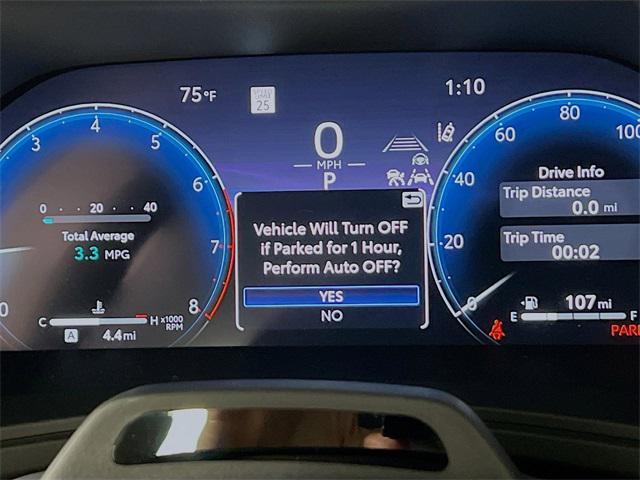 75°F
SPEED LIMIT 25
1:10
0
MPH
P
3 4 5 6 7 8
0 20 40
Total Average
3.3 MPG
C H x1000 RPM
A 4.4mi
Vehicle Will Turn OFF
if Parked for 1 Hour,
Perform Auto OFF?
YES
NO
0 20 40 60 80 100
Drive Info
Trip Distance
0.0 mi
Trip Time
00:02
107 mi
E F
PAR